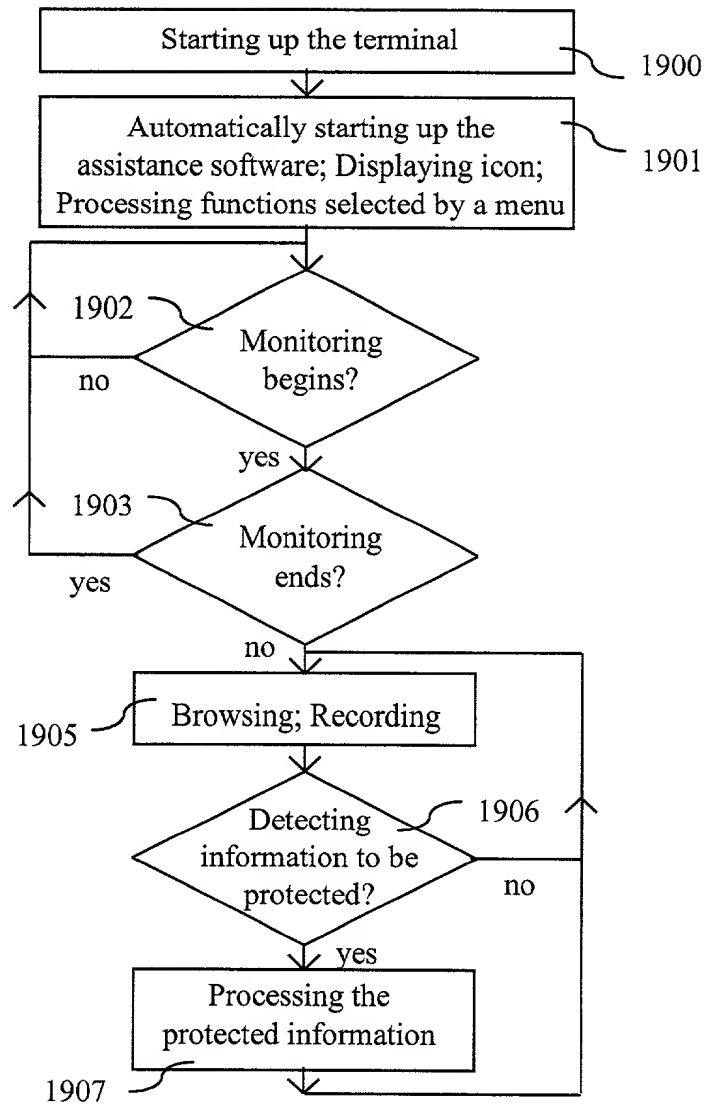 Starting up the terminal
1900
Automatically starting up the
assistance software; Displaying icon;
Processing functions selected by a menu
1901
1902
Monitoring
begins?
no
yes
1903
Monitoring
ends?
yes
no
Browsing; Recording
1905
1906
Detecting
information to be
protected?
no
yes
Processing the
protected information
1907